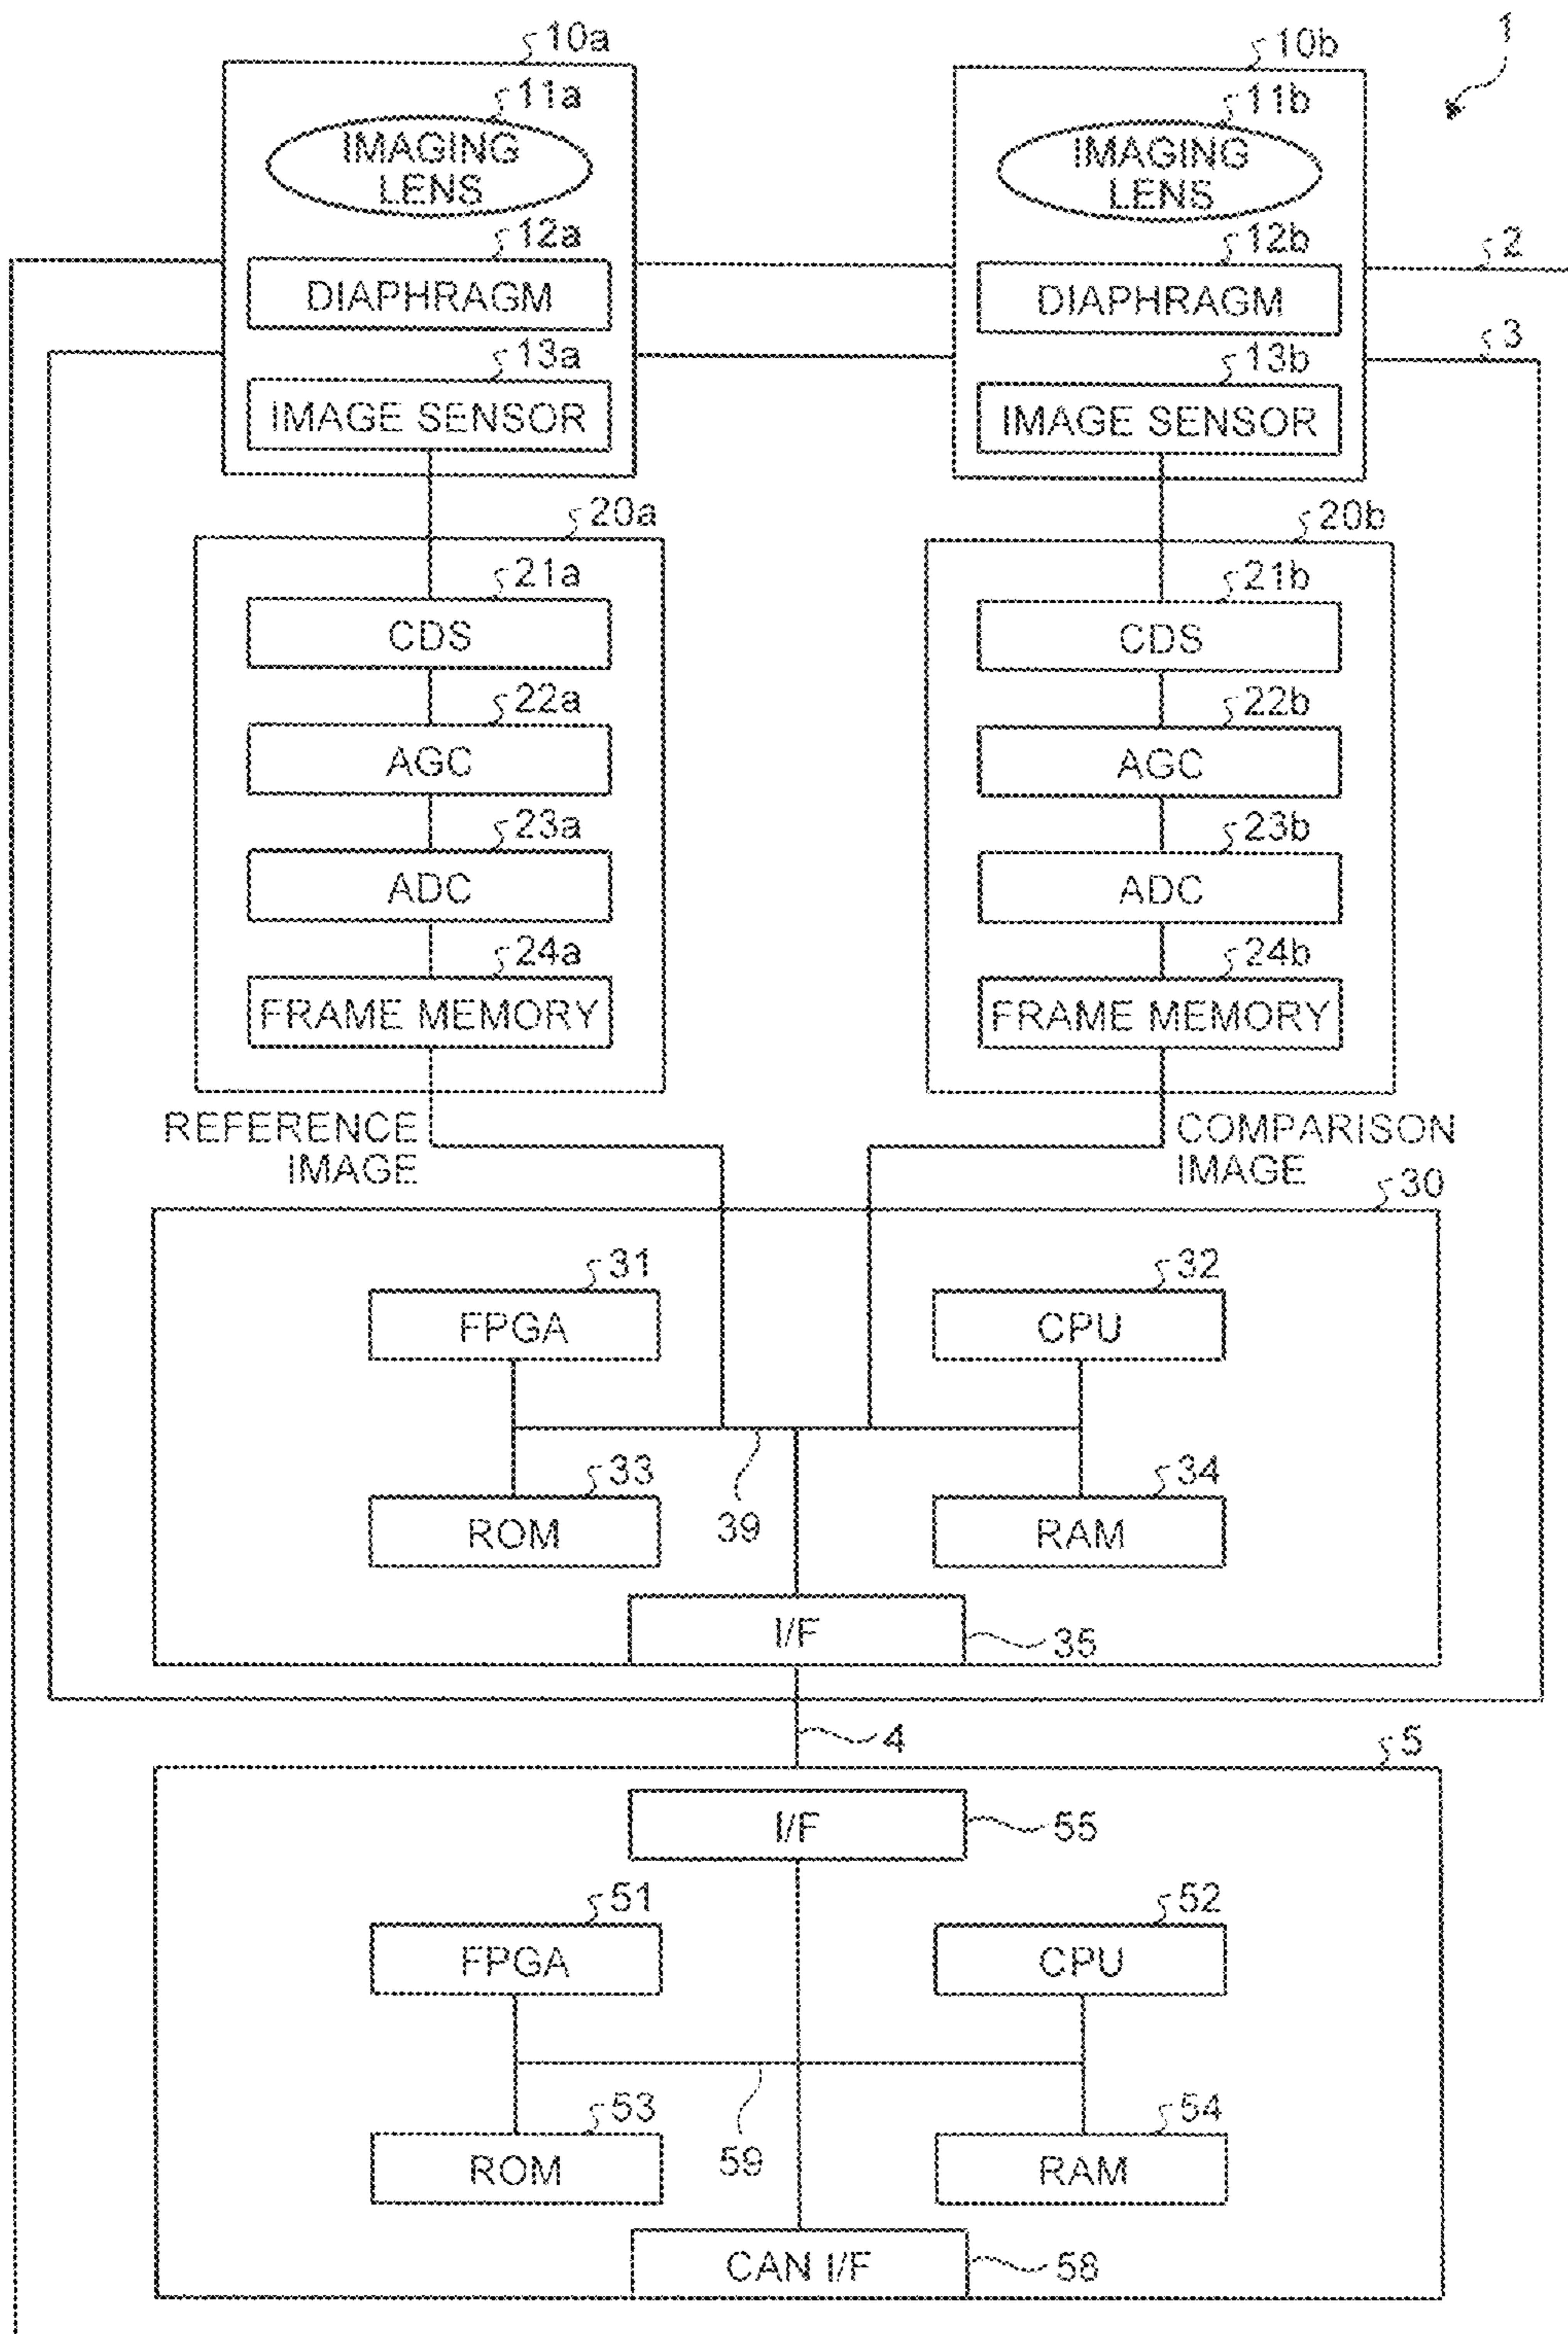 1
10a
10b
11a
IMAGING
LENS
11b
IMAGING
LENS
12a
DIAPHRAGM
12b
DIAPHRAGM
2
13a
IMAGE SENSOR
13b
IMAGE SENSOR
3
20a
20b
21a
CDS
21b
CDS
22a
AGC
22b
AGC
23a
ADC
23b
ADC
24a
FRAME MEMORY
24b
FRAME MEMORY
REFERENCE
IMAGE
COMPARISON
IMAGE
30
31
FPGA
32
CPU
33
ROM
39
34
RAM
I/F
35
4
5
I/F
55
51
FPGA
52
CPU
53
ROM
59
54
RAM
CAN I/F
58